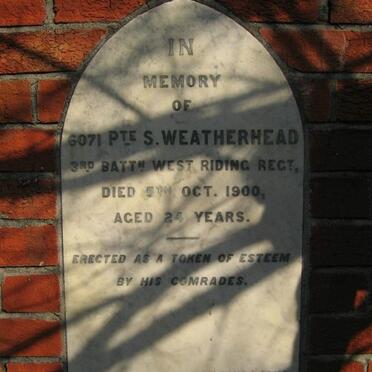 IN
MEMORY
OF
6071 PTE S. WEATHERHEAD
3RD BATTN WEST RIDING REGT,
DIED 5TH OCT. 1900,
AGED 24 YEARS.
ERECTED AS A TOKEN OF ESTEEM
BY HIS COMRADES.